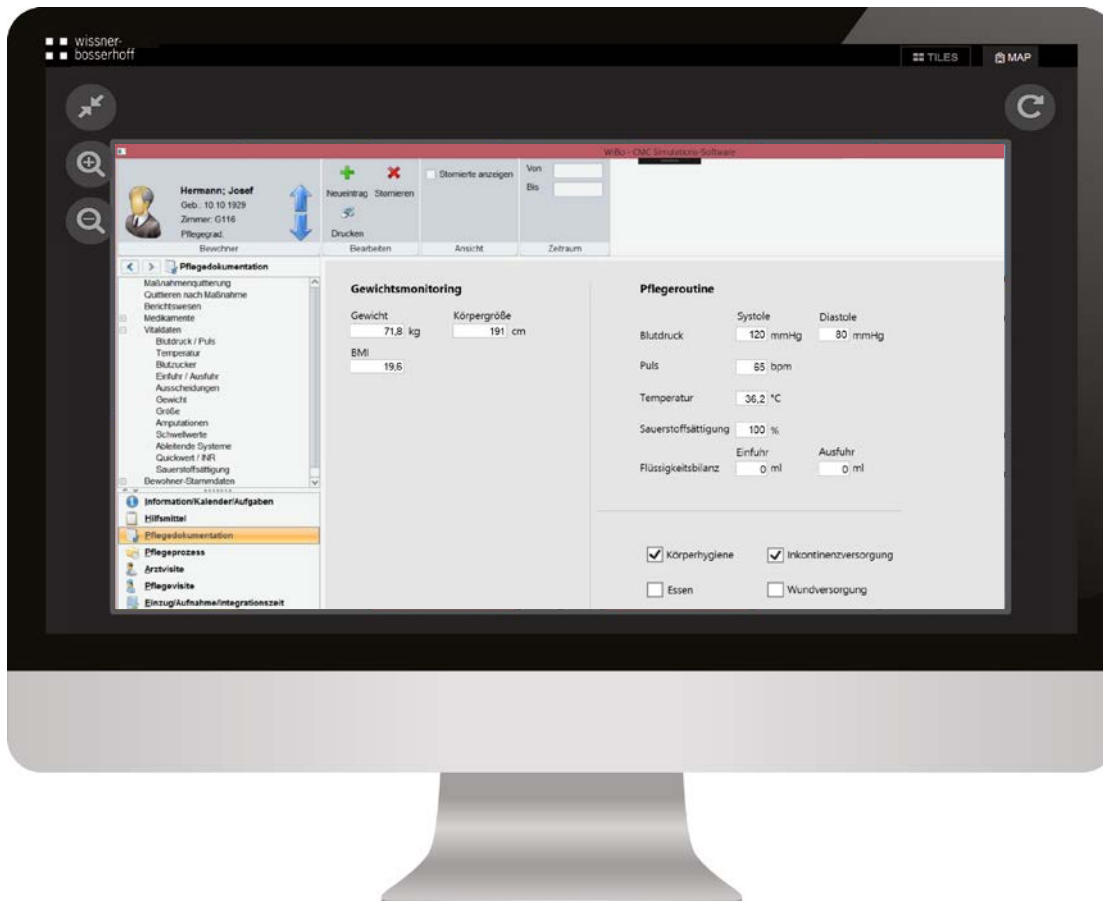 wissner-
bosserhoff
TILES
MAP
WiBo - CMC Simulations-Software
Hermann; Josef
Geb.: 10.10.1929
Zimmer: G116
Pflegegrad:
Bewohner
Neueintrag Stornieren
Drucken
Bearbeiten
Stornierte anzeigen
Ansicht
Von
Bis
Zeitraum
Pflegedokumentation
Maßnahmenquittierung
Quittieren nach Maßnahme
Berichtswesen
Medikamente
Vitaldaten
Blutdruck / Puls
Temperatur
Blutzucker
Einfuhr / Ausfuhr
Ausscheidungen
Gewicht
Größe
Amputationen
Schwellwerte
Ableitende Systeme
Quickwert / INR
Sauerstoffsättigung
Bewohner-Stammdaten
Information/Kalender/Aufgaben
Hilfsmittel
Pflegedokumentation
Pflegeprozess
Arztvisite
Pflegevisite
Einzug/Aufnahme/Integrationszeit
Gewichtsmonitoring
Gewicht Körpergröße
71,8 kg 191 cm
BMI
19,6
Pflegeroutine
Systole Diastole
Blutdruck 120 mmHg 80 mmHg
Puls 65 bpm
Temperatur 36,2 °C
Sauerstoffsättigung 100 %
Einfuhr Ausfuhr
Flüssigkeitsbilanz 0 ml 0 ml
Körperhygiene Inkontinenzversorgung
Essen Wundversorgung